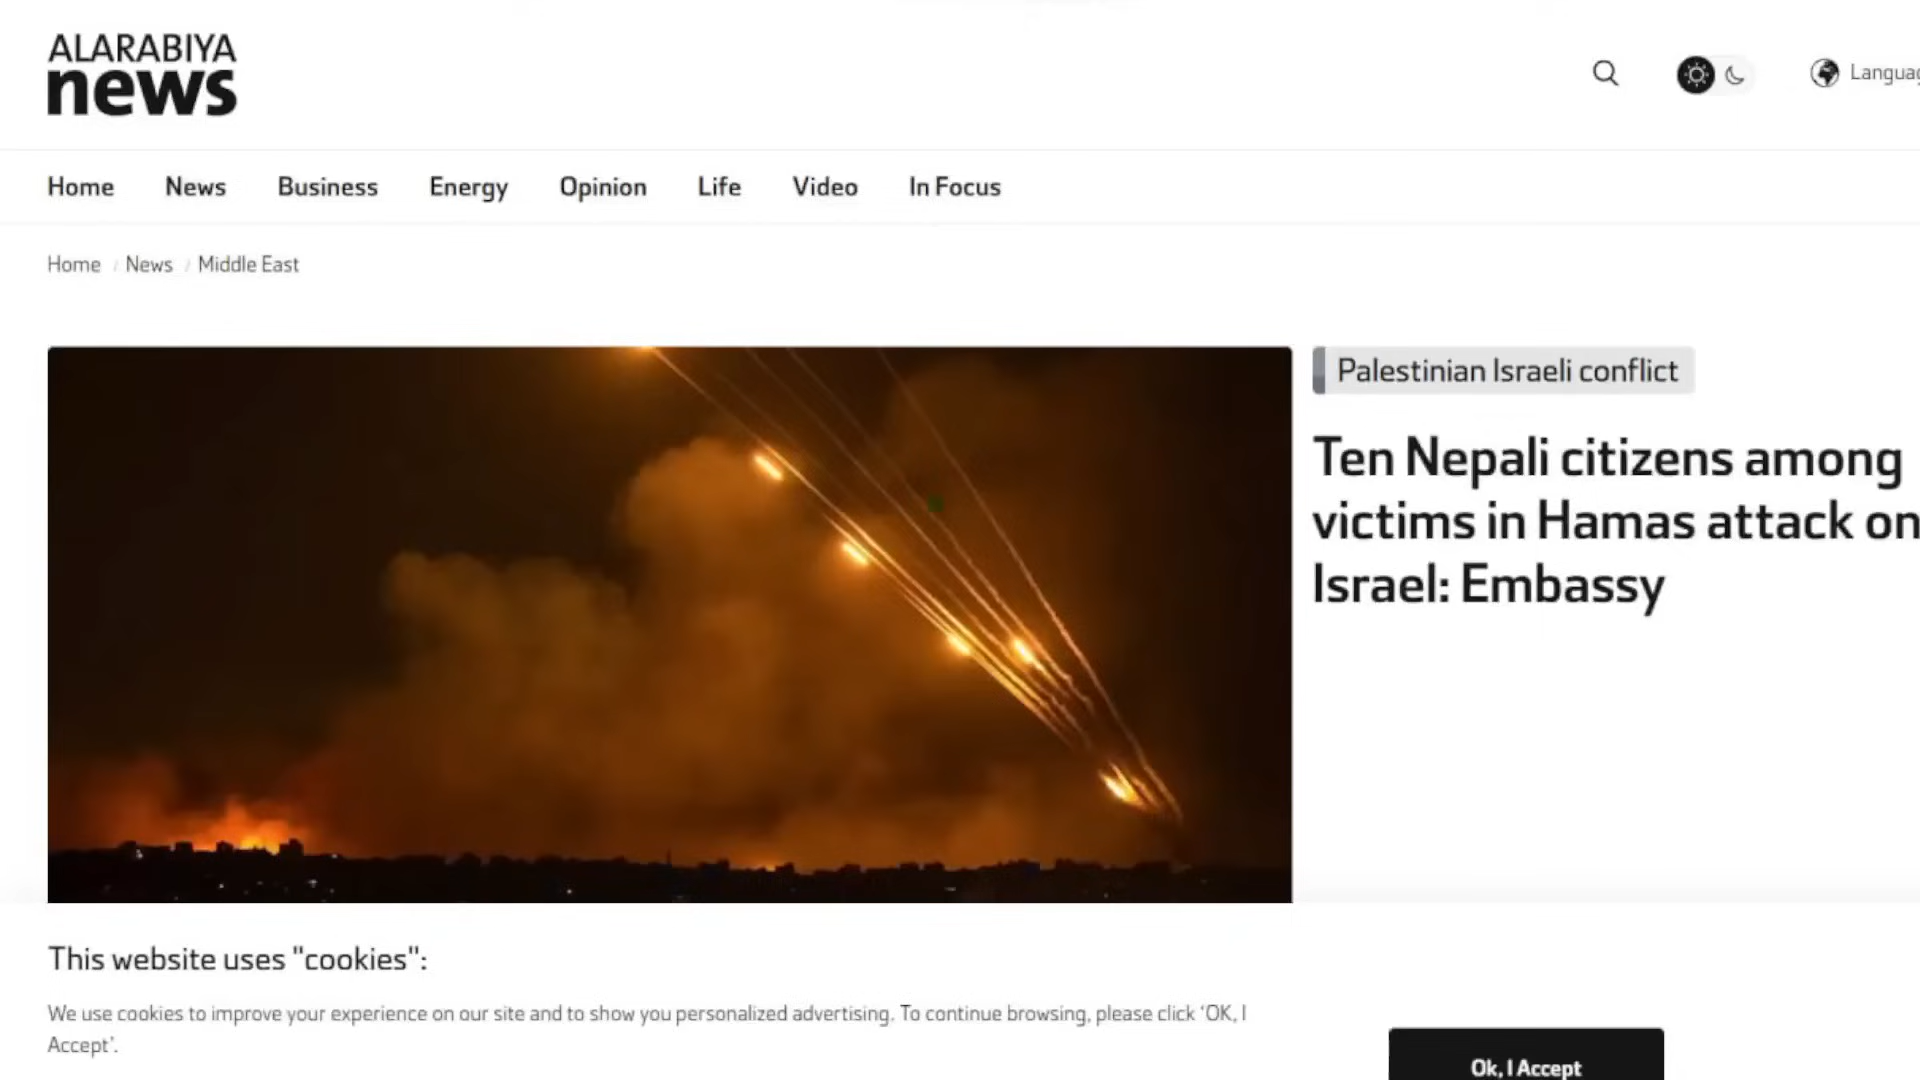 ALARABIYA
news
Languag
Home News Business Energy Opinion Life Video In Focus
Home / News / Middle East
Palestinian Israeli conflict
Ten Nepali citizens among
victims in Hamas attack on
Israel: Embassy
This website uses "cookies":
We use cookies to improve your experience on our site and to show you personalized advertising. To continue browsing, please click ‘OK, I
Accept’.
Ok, I Accept